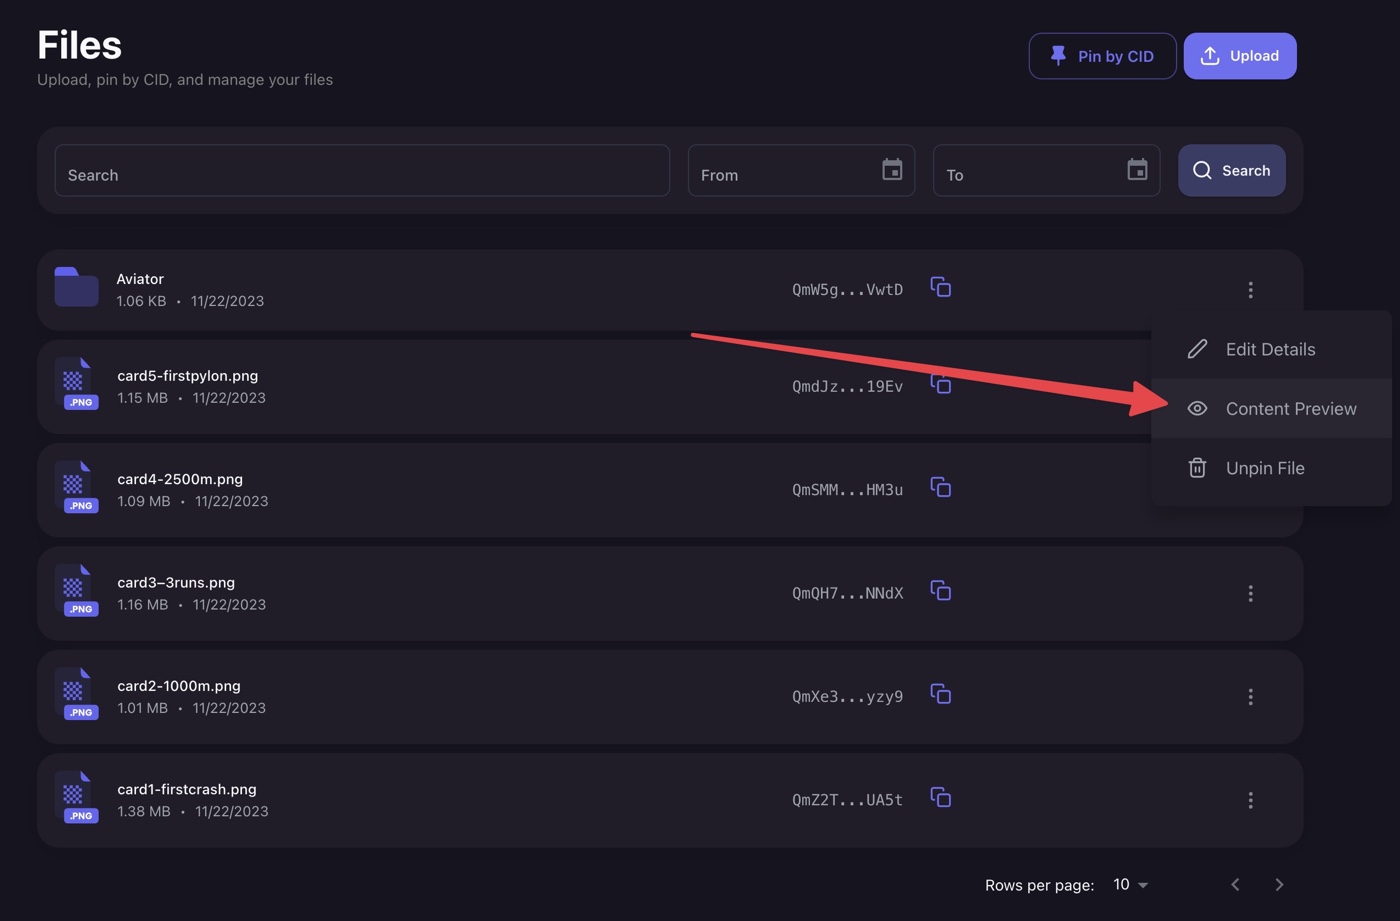 Files
Upload, pin by CID, and manage your files
Pin by CID
Upload
Search
From
To
Search
Aviator
1.06 KB • 11/22/2023
QmW5g...VwtD
Edit Details
Content Preview
Unpin File
card5-firstpylon.png
1.15 MB • 11/22/2023
.PNG
QmdJz...19Ev
card4-2500m.png
1.09 MB • 11/22/2023
.PNG
QmSMM...HM3u
card3–3runs.png
1.16 MB • 11/22/2023
.PNG
QmQH7...NNdX
card2-1000m.png
1.01 MB • 11/22/2023
.PNG
QmXe3...yzy9
card1-firstcrash.png
1.38 MB • 11/22/2023
.PNG
QmZ2T...UA5t
Rows per page: 10